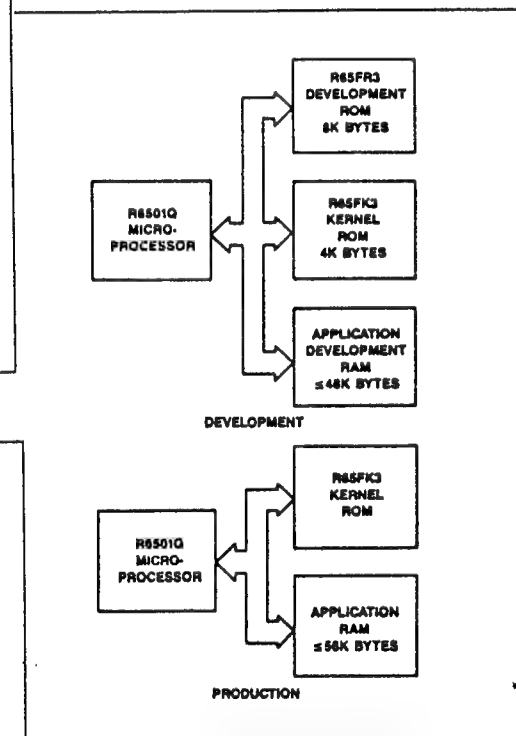 R65FR3
DEVELOPMENT
ROM
8K BYTES
R6501Q
MICRO-
PROCESSOR
R65FK3
KERNEL
ROM
4K BYTES
APPLICATION
DEVELOPMENT
RAM
≤48K BYTES
DEVELOPMENT
R65FK3
KERNEL
ROM
R6501Q
MICRO-
PROCESSOR
APPLICATION
RAM
≤56K BYTES
PRODUCTION